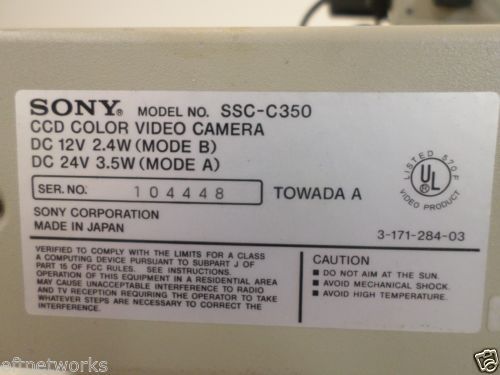 SONY® MODEL NO. SSC-C350
CCD COLOR VIDEO CAMERA
DC 12V 2.4W (MODE B)
DC 24V 3.5W (MODE A)
SER. NO. 104448 TOWADA A
SONY CORPORATION
MADE IN JAPAN
LISTED 570F
UL®
VIDEO PRODUCT
3-171-284-03
VERIFIED TO COMPLY WITH THE LIMITS FOR A CLASS
A COMPUTING DEVICE PURSUANT TO SUBPART J OF
PART 15 OF FCC RULES. SEE INSTRUCTIONS.
OPERATION OF THIS EQUIPMENT IN A RESIDENTIAL AREA
MAY CAUSE UNACCEPTABLE INTERFERENCE TO RADIO
AND TV RECEPTION REQUIRING THE OPERATOR TO TAKE
WHATEVER STEPS ARE NECESSARY TO CORRECT THE
INTERFERENCE.
CAUTION
■ DO NOT AIM AT THE SUN.
■ AVOID MECHANICAL SHOCK.
■ AVOID HIGH TEMPERATURE.
eftnetworks